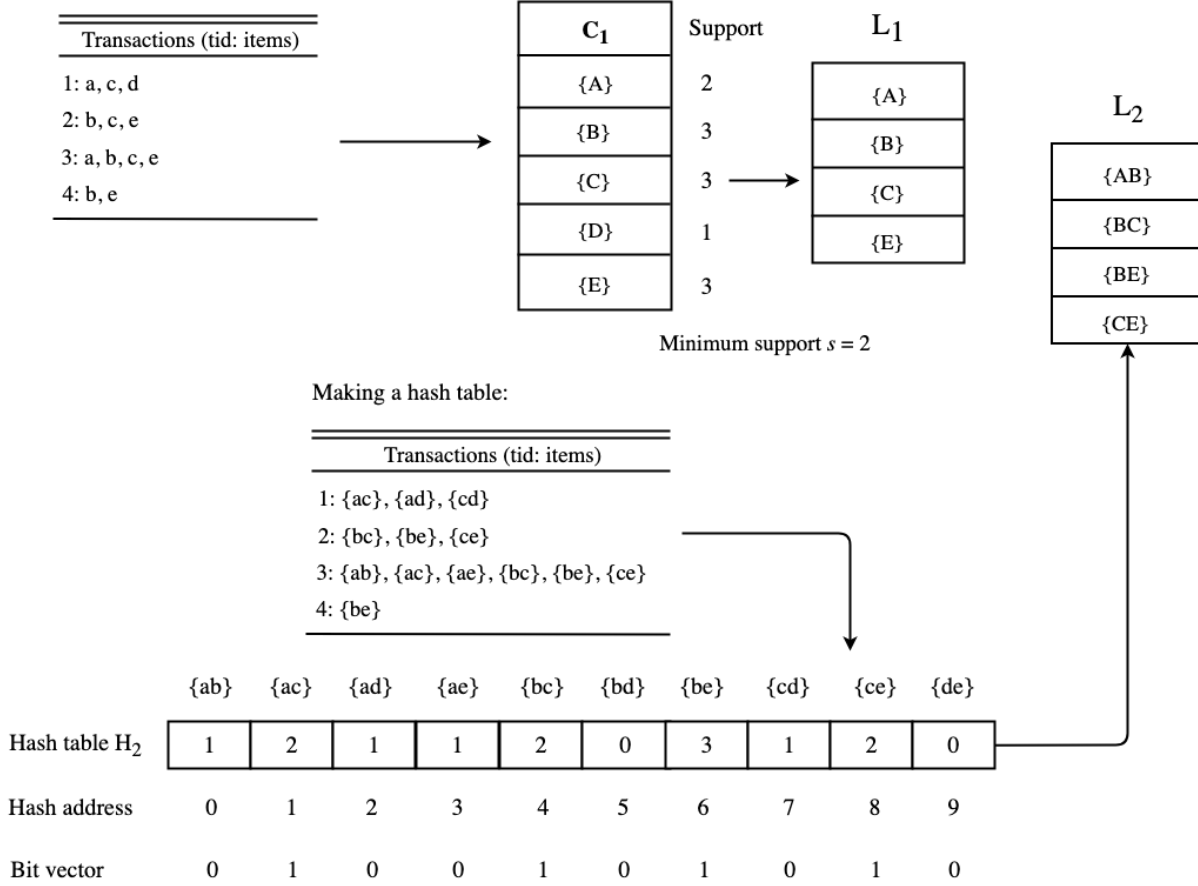 Transactions (tid: items)
1: a, c, d
2: b, c, e
3: a, b, c, e
4: b, e
C1 Support
{A} 2
{B} 3
{C} 3
{D} 1
{E} 3
L1
{A}
{B}
{C}
{E}
L2
{AB}
{BC}
{BE}
{CE}
Minimum support s = 2
Making a hash table:
Transactions (tid: items)
1: {ac}, {ad}, {cd}
2: {bc}, {be}, {ce}
3: {ab}, {ac}, {ae}, {bc}, {be}, {ce}
4: {be}
{ab} {ac} {ad} {ae} {bc} {bd} {be} {cd} {ce} {de}
Hash table H2 1 2 1 1 2 0 3 1 2 0
Hash address 0 1 2 3 4 5 6 7 8 9
Bit vector 0 1 0 0 1 0 1 0 1 0